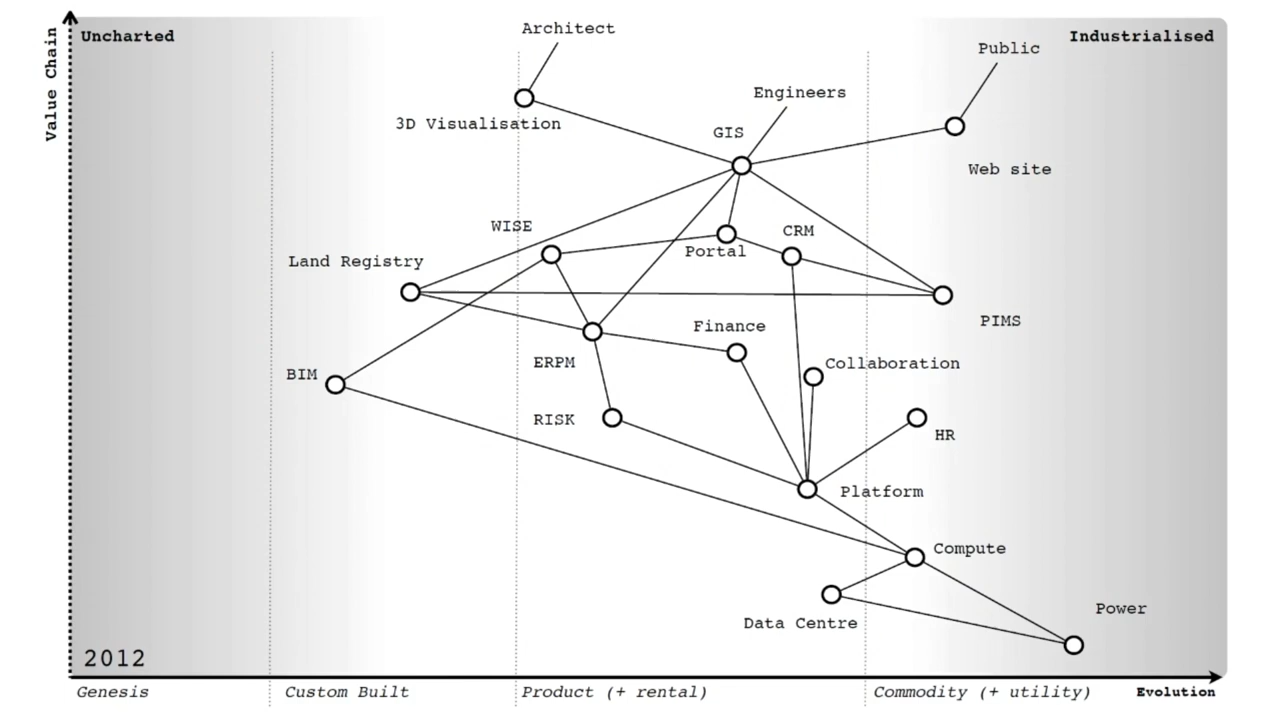 Value Chain
Uncharted
Architect
Industrialised
Public
Engineers
3D Visualisation
GIS
Web site
WISE
CRM
Portal
Land Registry
PIMS
Finance
ERPM
Collaboration
BIM
RISK
HR
Platform
Compute
Power
Data Centre
2012
Genesis
Custom Built
Product (+ rental)
Commodity (+ utility)
Evolution